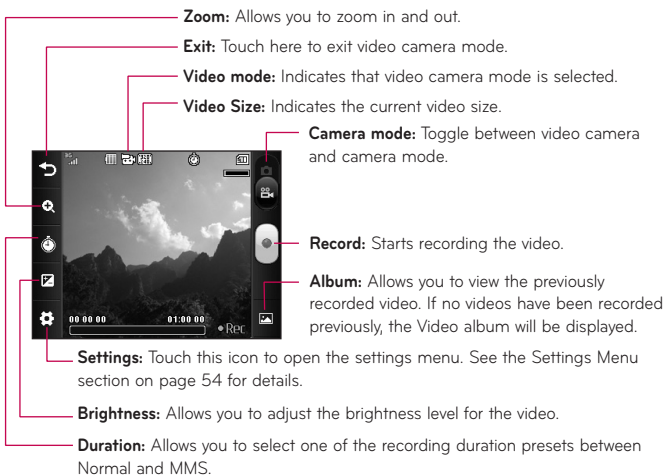 Zoom: Allows you to zoom in and out.
Exit: Touch here to exit video camera mode.
Video mode: Indicates that video camera mode is selected.
Video Size: Indicates the current video size.
Camera mode: Toggle between video camera
and camera mode.
3G
Record: Starts recording the video.
Album: Allows you to view the previously
recorded video. If no videos have been recorded
previously, the Video album will be displayed.
00:00:00 01:00:00 Rec
Settings: Touch this icon to open the settings menu. See the Settings Menu
section on page 54 for details.
Brightness: Allows you to adjust the brightness level for the video.
Duration: Allows you to select one of the recording duration presets between
Normal and MMS.